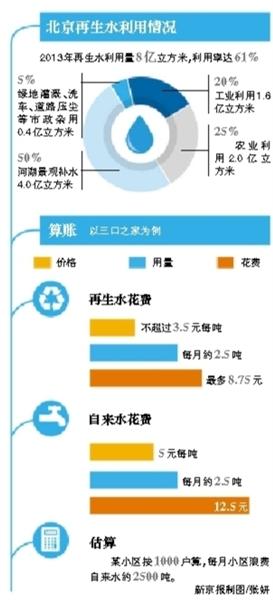 北京再生水利用情况
2013年再生水利用量8亿立方米,利用率达61%
5%
绿地灌溉、洗
车、道路压尘
等市政杂用
0.4亿立方米
20%
工业利用1.6
亿立方米
25%
农业利
用2.0亿立
方米
50%
河湖景观补水
4.0亿立方米
算账 以三口之家为例
价格 用量 花费
再生水花费
不超过3.5元每吨
每月约2.5吨
最多8.75元
自来水花费
5元每吨
每月约2.5吨
12.5元
估算
某小区按1000户算,每月小区浪费
自来水约2500吨。
新京报制图/张妍